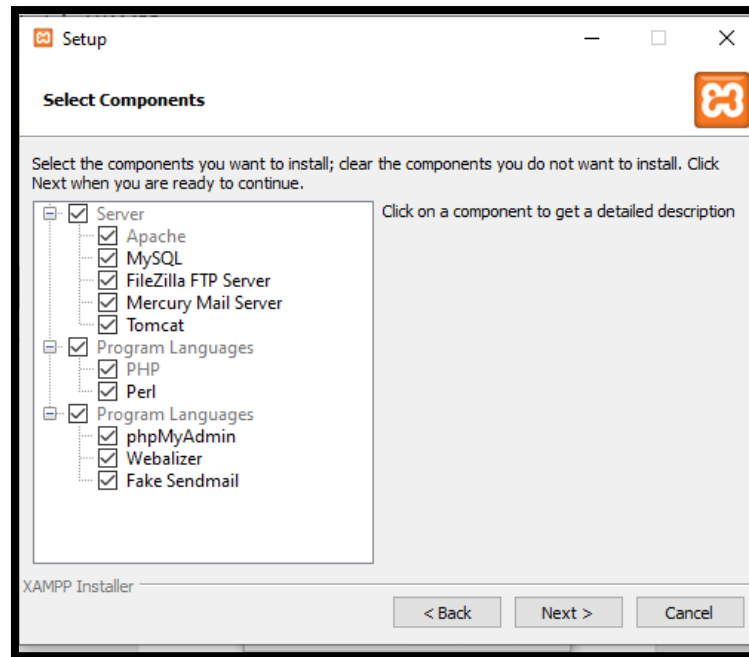 Setup
Select Components
Select the components you want to install; clear the components you do not want to install. Click
Next when you are ready to continue.
Server
Apache
MySQL
FileZilla FTP Server
Mercury Mail Server
Tomcat
Program Languages
PHP
Perl
Program Languages
phpMyAdmin
Webalizer
Fake Sendmail
Click on a component to get a detailed description
XAMPP Installer
< Back
Next >
Cancel